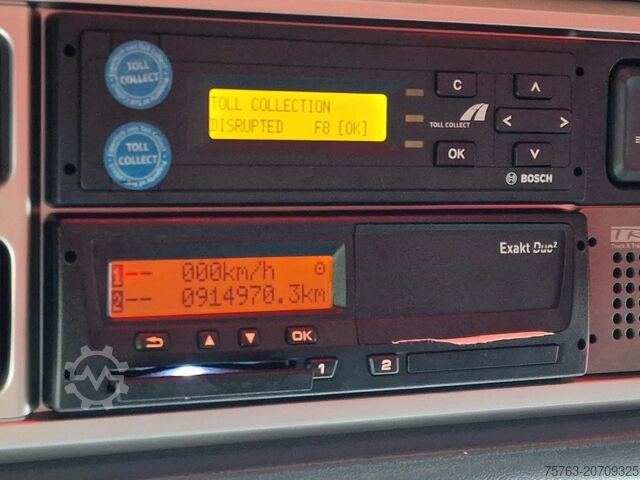 TOLL
COLLECT
TOLL
COLLECT
TOLL COLLECTION
DISRUPTED F8 [OK]
C
TOLL COLLECT
OK
BOSCH
Exakt Duo²
1 -- 000km/h
2 -- 0914970.3km
OK
1
2
75763-20709325